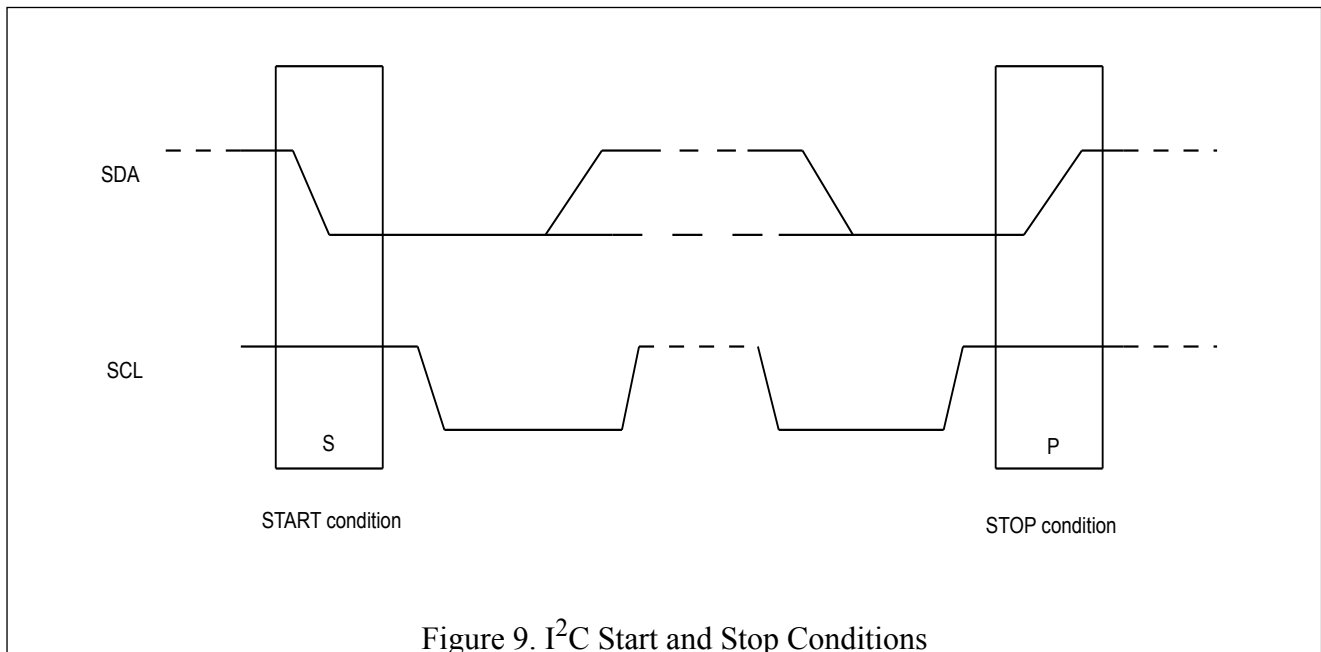 SDA
SCL
S
P
START condition
STOP condition
Figure 9. I²C Start and Stop Conditions